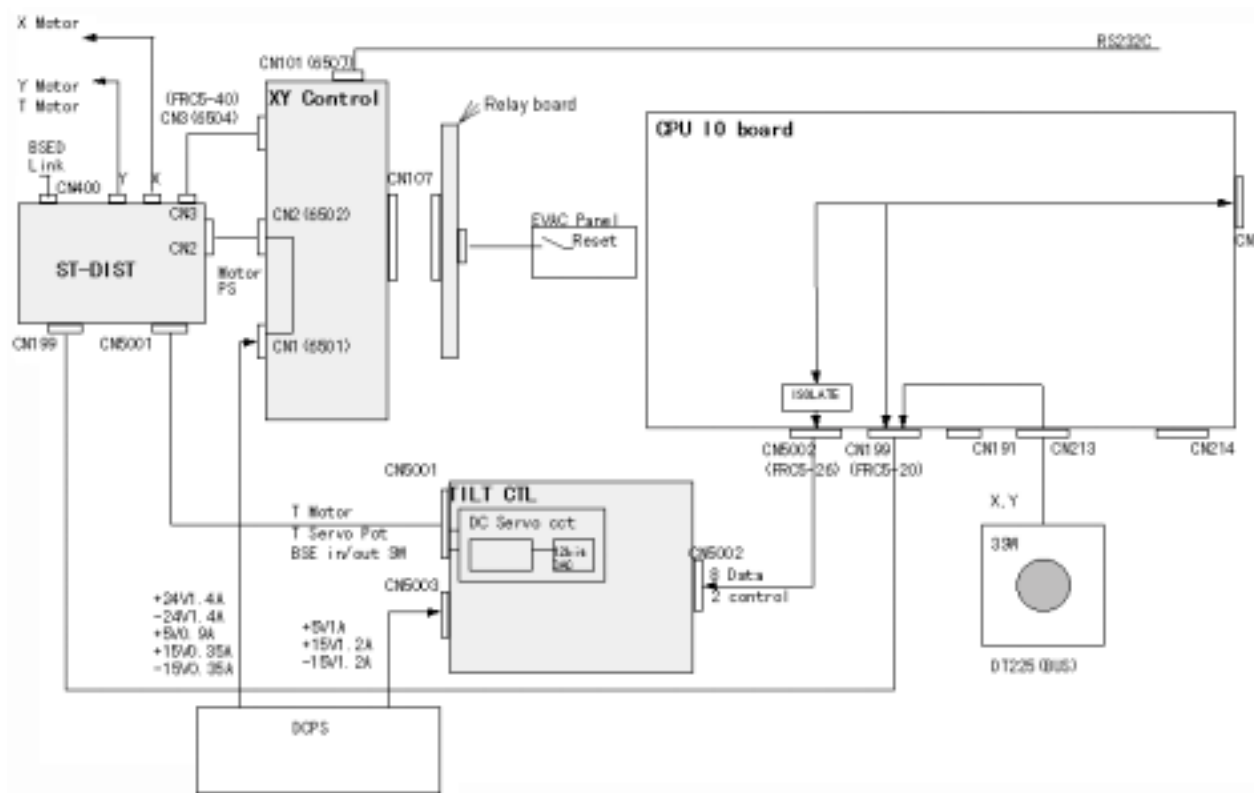 X Motor
RS232C
CN101(6507)
Y Motor
T Motor
(FRC5-40)
CN3(6504)
XY Control
Relay board
CPU IO board
BSED
Link
CN400
Y
X
CN107
CN3
CN2
CN2(6502)
EVAC Panel
Reset
CN
ST-DIST
Motor
PS
CN199
CN5001
CN1(6501)
ISOLATE
CN5002
(FRC5-26)
CN199
(FRC5-20)
CN191
CN213
CN214
CN5001
TILT CTL
T Motor
T Servo Pot
BSE in/out SW
DC Servo cct
12bit
DAC
X,Y
CN5002
8 Data
2 control
CN5003
+24V1.4A
-24V1.4A
+5V0.9A
+15V0.35A
-15V0.35A
+5V1A
+15V1.2A
-15V1.2A
DT225(BUS)
DCPS